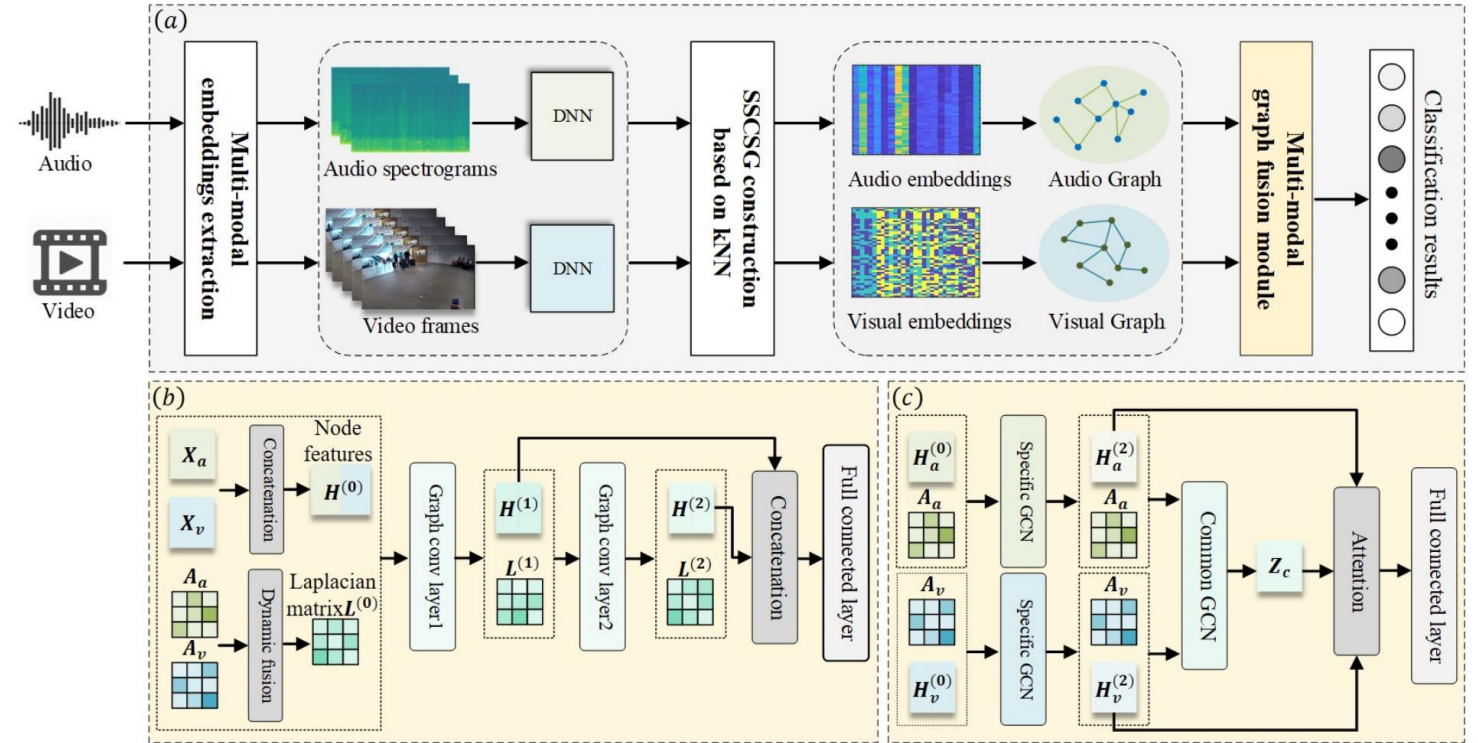 (a)
Audio
Video
Multi-modal
embeddings extraction
Audio spectrograms
DNN
Video frames
DNN
SSCSG construction
based on kNN
Audio embeddings
Audio Graph
Visual embeddings
Visual Graph
Multi-modal
graph fusion module
Classification results
(b)
X_a
X_v
Concatenation
Node
features
H^(0)
A_a
A_v
Dynamic fusion
Laplacian
matrixL^(0)
Graph conv layer1
H^(1)
L^(1)
Graph conv layer2
H^(2)
L^(2)
Concatenation
Full connected layer
(c)
H_a^(0)
A_a
A_v
H_v^(0)
Specific GCN
Specific GCN
H_a^(2)
A_a
A_v
H_v^(2)
Common GCN
Z_c
Attention
Full connected layer